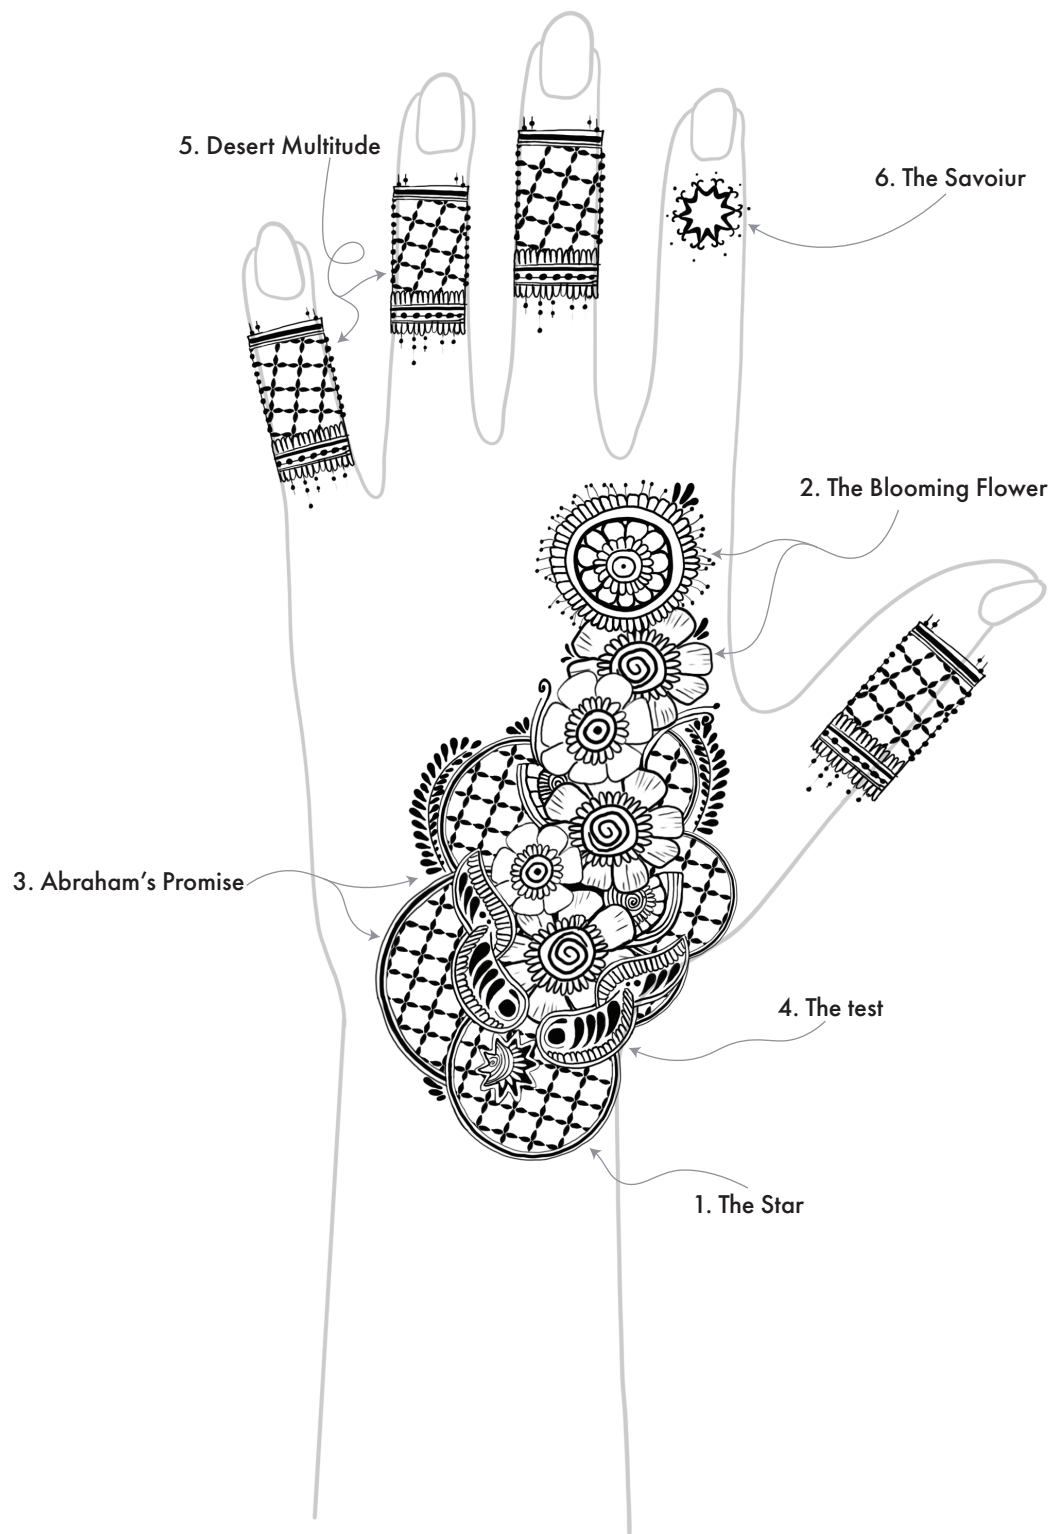 5. Desert Multitude
6. The Savoiur
2. The Blooming Flower
3. Abraham's Promise
4. The test
1. The Star